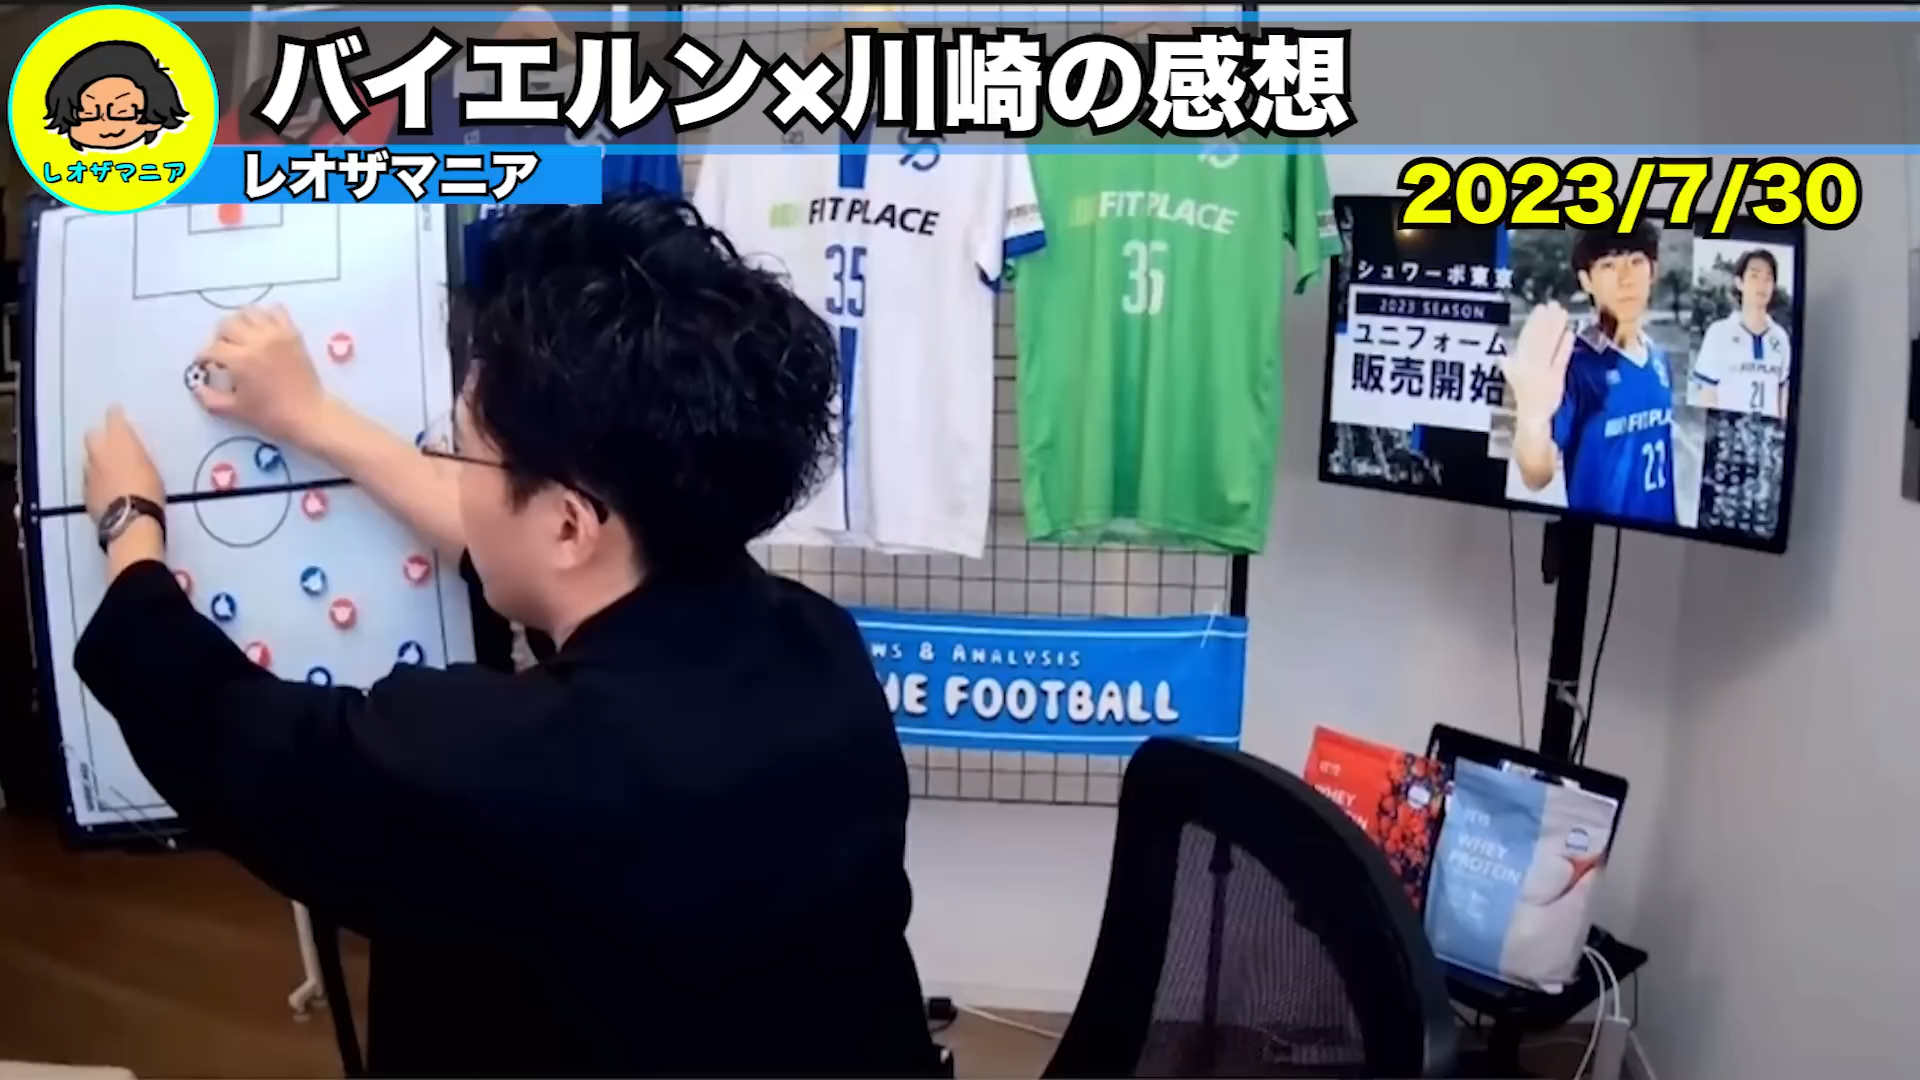 バイエルン×川崎の感想
レオザマニア
レオザマニア
2023/7/30
FIT PLACE
35
FIT PLACE
35
シュワーボ東京
2023 SEASON
ユニフォーム
販売開始
FIT PLA
22
21
& ANALYSIS
FOOTBALL
WHEY
WHEY
PROTEIN